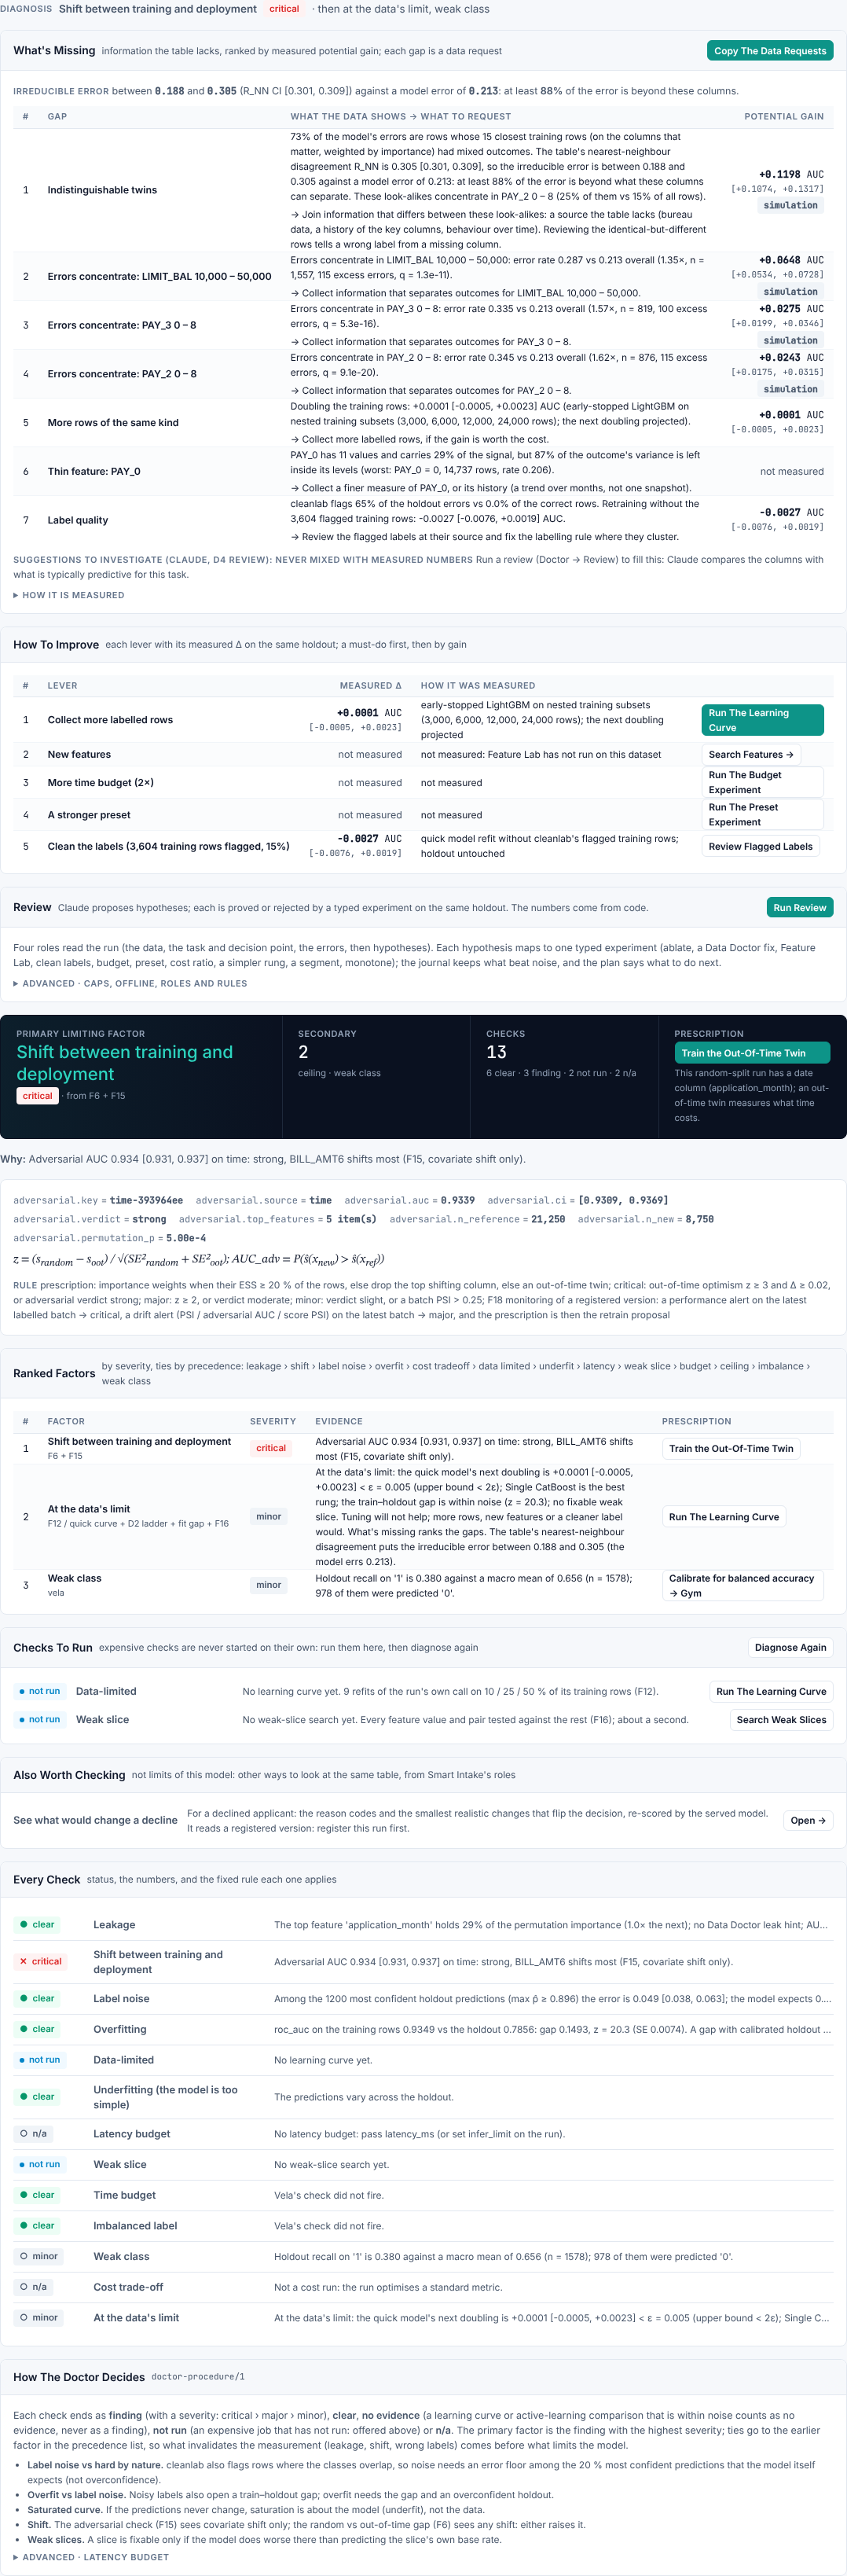 DIAGNOSIS Shift between training and deployment critical · then at the data's limit, weak class
What's Missing information the table lacks, ranked by measured potential gain; each gap is a data request Copy The Data Requests
IRREDUCIBLE ERROR between 0.188 and 0.305 (R_NN CI [0.301, 0.309]) against a model error of 0.213: at least 88% of the error is beyond these columns.
# GAP WHAT THE DATA SHOWS → WHAT TO REQUEST POTENTIAL GAIN
1 Indistinguishable twins
73% of the model's errors are rows whose 15 closest training rows (on the columns that
matter, weighted by importance) had mixed outcomes. The table's nearest-neighbour
disagreement R_NN is 0.305 [0.301, 0.309], so the irreducible error is between 0.188 and
0.305 against a model error of 0.213: at least 88% of the error is beyond what these columns
can separate. These look-alikes concentrate in PAY_2 0 – 8 (25% of them vs 15% of all rows).
→ Join information that differs between these look-alikes: a source the table lacks (bureau
data, a history of the key columns, behaviour over time). Reviewing the identical-but-different
rows tells a wrong label from a missing column.
+0.1198 AUC
[+0.1074, +0.1317]
simulation
2 Errors concentrate: LIMIT_BAL 10,000 – 50,000
Errors concentrate in LIMIT_BAL 10,000 – 50,000: error rate 0.287 vs 0.213 overall (1.35×, n =
1,557, 115 excess errors, q = 1.3e-11).
→ Collect information that separates outcomes for LIMIT_BAL 10,000 – 50,000.
+0.0648 AUC
[+0.0534, +0.0728]
simulation
3 Errors concentrate: PAY_3 0 – 8
Errors concentrate in PAY_3 0 – 8: error rate 0.335 vs 0.213 overall (1.57×, n = 819, 100 excess
errors, q = 5.3e-16).
→ Collect information that separates outcomes for PAY_3 0 – 8.
+0.0275 AUC
[+0.0199, +0.0346]
simulation
4 Errors concentrate: PAY_2 0 – 8
Errors concentrate in PAY_2 0 – 8: error rate 0.345 vs 0.213 overall (1.62×, n = 876, 115 excess
errors, q = 9.1e-20).
→ Collect information that separates outcomes for PAY_2 0 – 8.
+0.0243 AUC
[+0.0175, +0.0315]
simulation
5 More rows of the same kind
Doubling the training rows: +0.0001 [-0.0005, +0.0023] AUC (early-stopped LightGBM on
nested training subsets (3,000, 6,000, 12,000, 24,000 rows); the next doubling projected).
→ Collect more labelled rows, if the gain is worth the cost.
+0.0001 AUC
[-0.0005, +0.0023]
6 Thin feature: PAY_0
PAY_0 has 11 values and carries 29% of the signal, but 87% of the outcome's variance is left
inside its levels (worst: PAY_0 = 0, 14,737 rows, rate 0.206).
→ Collect a finer measure of PAY_0, or its history (a trend over months, not one snapshot).
not measured
7 Label quality
cleanlab flags 65% of the holdout errors vs 0.0% of the correct rows. Retraining without the
3,604 flagged training rows: -0.0027 [-0.0076, +0.0019] AUC.
→ Review the flagged labels at their source and fix the labelling rule where they cluster.
-0.0027 AUC
[-0.0076, +0.0019]
SUGGESTIONS TO INVESTIGATE (CLAUDE, D4 REVIEW): NEVER MIXED WITH MEASURED NUMBERS Run a review (Doctor → Review) to fill this: Claude compares the columns with
what is typically predictive for this task.
▸ HOW IT IS MEASURED
How To Improve each lever with its measured Δ on the same holdout; a must-do first, then by gain
# LEVER MEASURED Δ HOW IT WAS MEASURED
1 Collect more labelled rows
+0.0001 AUC
[-0.0005, +0.0023]
early-stopped LightGBM on nested training subsets
(3,000, 6,000, 12,000, 24,000 rows); the next doubling
projected
Run The Learning
Curve
2 New features not measured not measured: Feature Lab has not run on this dataset Search Features →
3 More time budget (2×) not measured not measured
Run The Budget
Experiment
4 A stronger preset not measured not measured
Run The Preset
Experiment
5 Clean the labels (3,604 training rows flagged, 15%)
-0.0027 AUC
[-0.0076, +0.0019]
quick model refit without cleanlab's flagged training rows;
holdout untouched
Review Flagged Labels
Review Claude proposes hypotheses; each is proved or rejected by a typed experiment on the same holdout. The numbers come from code. Run Review
Four roles read the run (the data, the task and decision point, the errors, then hypotheses). Each hypothesis maps to one typed experiment (ablate, a Data Doctor fix, Feature
Lab, clean labels, budget, preset, cost ratio, a simpler rung, a segment, monotone); the journal keeps what beat noise, and the plan says what to do next.
▸ ADVANCED · CAPS, OFFLINE, ROLES AND RULES
PRIMARY LIMITING FACTOR
Shift between training and
deployment
critical · from F6 + F15
SECONDARY
2
ceiling · weak class
CHECKS
13
6 clear · 3 finding · 2 not run · 2 n/a
PRESCRIPTION
Train the Out-Of-Time Twin
This random-split run has a date
column (application_month); an out-
of-time twin measures what time
costs.
Why: Adversarial AUC 0.934 [0.931, 0.937] on time: strong, BILL_AMT6 shifts most (F15, covariate shift only).
adversarial.key = time-393964ee adversarial.source = time adversarial.auc = 0.9339 adversarial.ci = [0.9309, 0.9369]
adversarial.verdict = strong adversarial.top_features = 5 item(s) adversarial.n_reference = 21,250 adversarial.n_new = 8,750
adversarial.permutation_p = 5.00e-4
z = (s_random − s_oot) / √(SE²_random + SE²_oot); AUC_adv = P(ŝ(x_new) > ŝ(x_ref))
RULE prescription: importance weights when their ESS ≥ 20 % of the rows, else drop the top shifting column, else an out-of-time twin; critical: out-of-time optimism z ≥ 3 and Δ ≥ 0.02,
or adversarial verdict strong; major: z ≥ 2, or verdict moderate; minor: verdict slight, or a batch PSI > 0.25; F18 monitoring of a registered version: a performance alert on the latest
labelled batch → critical, a drift alert (PSI / adversarial AUC / score PSI) on the latest batch → major, and the prescription is then the retrain proposal
Ranked Factors by severity, ties by precedence: leakage › shift › label noise › overfit › cost tradeoff › data limited › underfit › latency › weak slice › budget › ceiling › imbalance ›
weak class
# FACTOR SEVERITY EVIDENCE PRESCRIPTION
1 Shift between training and deployment
F6 + F15
critical
Adversarial AUC 0.934 [0.931, 0.937] on time: strong, BILL_AMT6 shifts
most (F15, covariate shift only).
Train the Out-Of-Time Twin
2 At the data's limit
F12 / quick curve + D2 ladder + fit gap + F16
minor
At the data's limit: the quick model's next doubling is +0.0001 [-0.0005,
+0.0023] < ε = 0.005 (upper bound < 2ε); Single CatBoost is the best
rung; the train–holdout gap is within noise (z = 20.3); no fixable weak
slice. Tuning will not help; more rows, new features or a cleaner label
would. What's missing ranks the gaps. The table's nearest-neighbour
disagreement puts the irreducible error between 0.188 and 0.305 (the
model errs 0.213).
Run The Learning Curve
3 Weak class
vela
minor
Holdout recall on '1' is 0.380 against a macro mean of 0.656 (n = 1578);
978 of them were predicted '0'.
Calibrate for balanced accuracy
→ Gym
Checks To Run expensive checks are never started on their own: run them here, then diagnose again Diagnose Again
not run Data-limited No learning curve yet. 9 refits of the run's own call on 10 / 25 / 50 % of its training rows (F12). Run The Learning Curve
not run Weak slice No weak-slice search yet. Every feature value and pair tested against the rest (F16); about a second. Search Weak Slices
Also Worth Checking not limits of this model: other ways to look at the same table, from Smart Intake's roles
See what would change a decline
For a declined applicant: the reason codes and the smallest realistic changes that flip the decision, re-scored by the served model.
It reads a registered version: register this run first.
Open →
Every Check status, the numbers, and the fixed rule each one applies
clear Leakage The top feature 'application_month' holds 29% of the permutation importance (1.0× the next); no Data Doctor leak hint; AU...
× critical Shift between training and
deployment
Adversarial AUC 0.934 [0.931, 0.937] on time: strong, BILL_AMT6 shifts most (F15, covariate shift only).
clear Label noise Among the 1200 most confident holdout predictions (max p̂ ≥ 0.896) the error is 0.049 [0.038, 0.063]; the model expects 0....
clear Overfitting roc_auc on the training rows 0.9349 vs the holdout 0.7856: gap 0.1493, z = 20.3 (SE 0.0074). A gap with calibrated holdout ...
not run Data-limited No learning curve yet.
clear Underfitting (the model is too
simple)
The predictions vary across the holdout.
n/a Latency budget No latency budget: pass latency_ms (or set infer_limit on the run).
not run Weak slice No weak-slice search yet.
clear Time budget Vela's check did not fire.
clear Imbalanced label Vela's check did not fire.
minor Weak class Holdout recall on '1' is 0.380 against a macro mean of 0.656 (n = 1578); 978 of them were predicted '0'.
n/a Cost trade-off Not a cost run: the run optimises a standard metric.
minor At the data's limit At the data's limit: the quick model's next doubling is +0.0001 [-0.0005, +0.0023] < ε = 0.005 (upper bound < 2ε); Single C...
How The Doctor Decides doctor-procedure/1
Each check ends as finding (with a severity: critical › major › minor), clear, no evidence (a learning curve or active-learning comparison that is within noise counts as no
evidence, never as a finding), not run (an expensive job that has not run: offered above) or n/a. The primary factor is the finding with the highest severity; ties go to the earlier
factor in the precedence list, so what invalidates the measurement (leakage, shift, wrong labels) comes before what limits the model.
• Label noise vs hard by nature. cleanlab also flags rows where the classes overlap, so noise needs an error floor among the 20 % most confident predictions that the model itself
expects (not overconfidence).
• Overfit vs label noise. Noisy labels also open a train–holdout gap; overfit needs the gap and an overconfident holdout.
• Saturated curve. If the predictions never change, saturation is about the model (underfit), not the data.
• Shift. The adversarial check (F15) sees covariate shift only; the random vs out-of-time gap (F6) sees any shift: either raises it.
• Weak slices. A slice is fixable only if the model does worse there than predicting the slice's own base rate.
▸ ADVANCED · LATENCY BUDGET